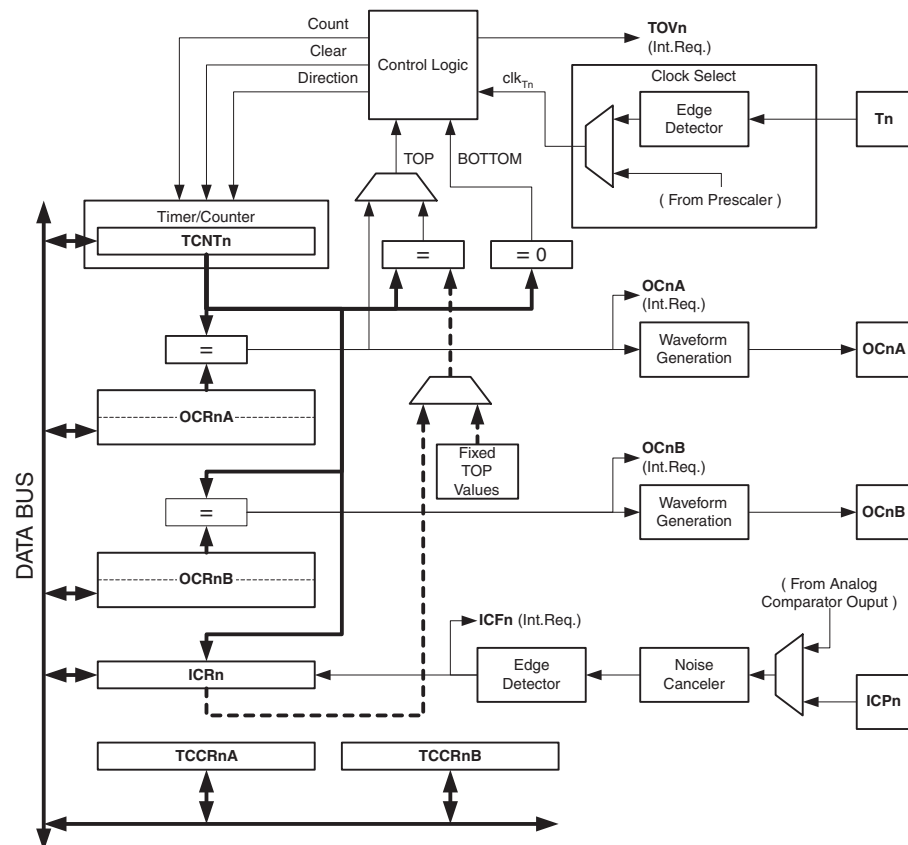 Count
Clear
Direction
Control Logic
TOVn
(Int.Req.)
clkTn
Clock Select
Edge
Detector
Tn
( From Prescaler )
TOP
BOTTOM
Timer/Counter
TCNTn
=
= 0
OCnA
(Int.Req.)
=
Waveform
Generation
OCnA
OCRnA
Fixed
TOP
Values
OCnB
(Int.Req.)
=
Waveform
Generation
OCnB
DATA BUS
OCRnB
( From Analog
Comparator Ouput )
ICFn (Int.Req.)
ICRn
Edge
Detector
Noise
Canceler
ICPn
TCCRnA
TCCRnB